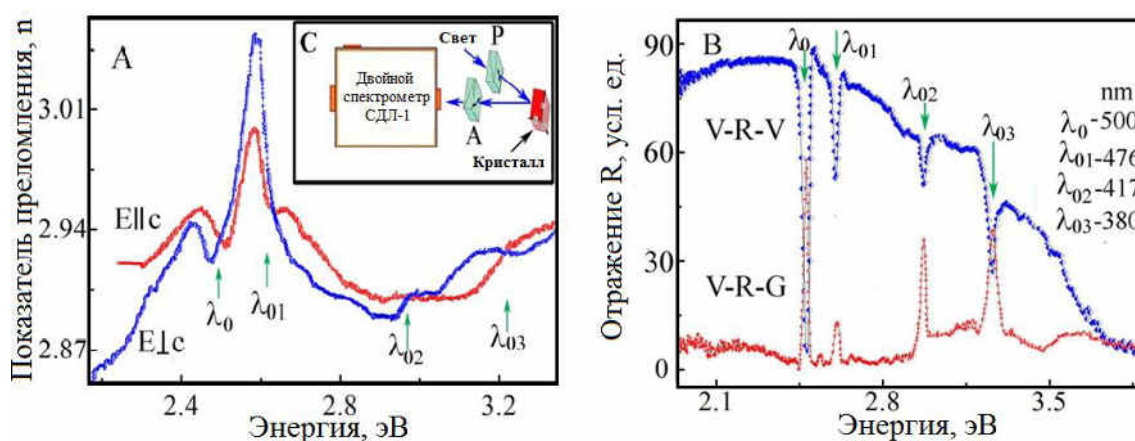 Показатель преломления, n
A
3.01
2.94
2.87
2.4
2.8
3.2
Энергия, эВ
E||c
E⊥c
λ₀
λ₀₁
λ₀₂
λ₀₃
C
Свет
P
Двойной
спектрометр
СДЛ-1
A
Кристалл
Отражение R, усл. ед.
B
90
60
30
0
2.1
2.8
3.5
Энергия, эВ
λ₀
λ₀₁
λ₀₂
λ₀₃
V-R-V
V-R-G
nm
λ₀-500
λ₀₁-476
λ₀₂-417
λ₀₃-380